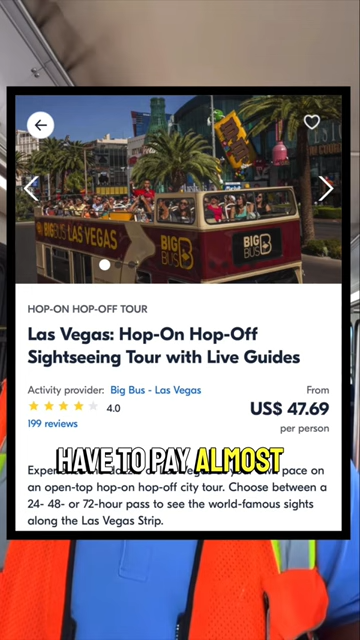 BIGBUS LAS VEGAS
BIG
BUS
BIG
BUS
HOP-ON HOP-OFF TOUR
Las Vegas: Hop-On Hop-Off
Sightseeing Tour with Live Guides
Activity provider: Big Bus - Las Vegas
From
4.0
US$ 47.69
199 reviews
per person
HAVE TO PAY ALMOST
pace on
an open-top hop-on hop-off city tour. Choose between a
24- 48- or 72-hour pass to see the world-famous sights
along the Las Vegas Strip.